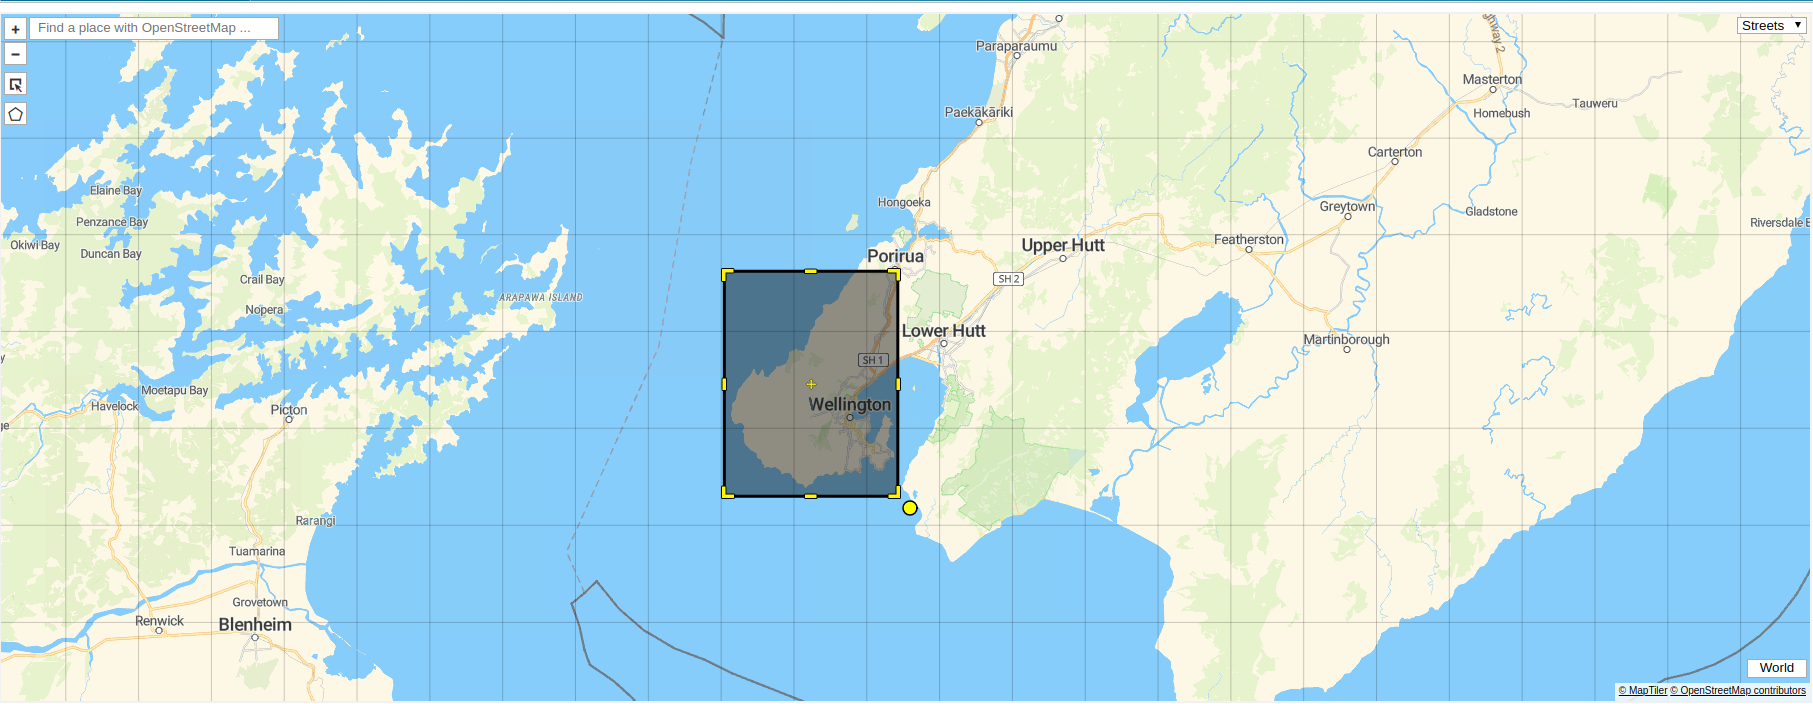 +
Find a place with OpenStreetMap ...
Streets
−
Paraparaumu
Masterton
Tauweru
Homebush
Paekākāriki
Carterton
Elaine Bay
Hongoeka
Greytown
Gladstone
Penzance Bay
Riversdale B
Okiwi Bay
Duncan Bay
Upper Hutt
Featherston
Porirua
Crail Bay
SH 2
ARAPAWA ISLAND
Nopera
Lower Hutt
Martinborough
SH 1
Moetapu Bay
Havelock
Picton
Wellington
Rarangi
Tuamarina
Grovetown
Renwick
Blenheim
World
© MapTiler © OpenStreetMap contributors